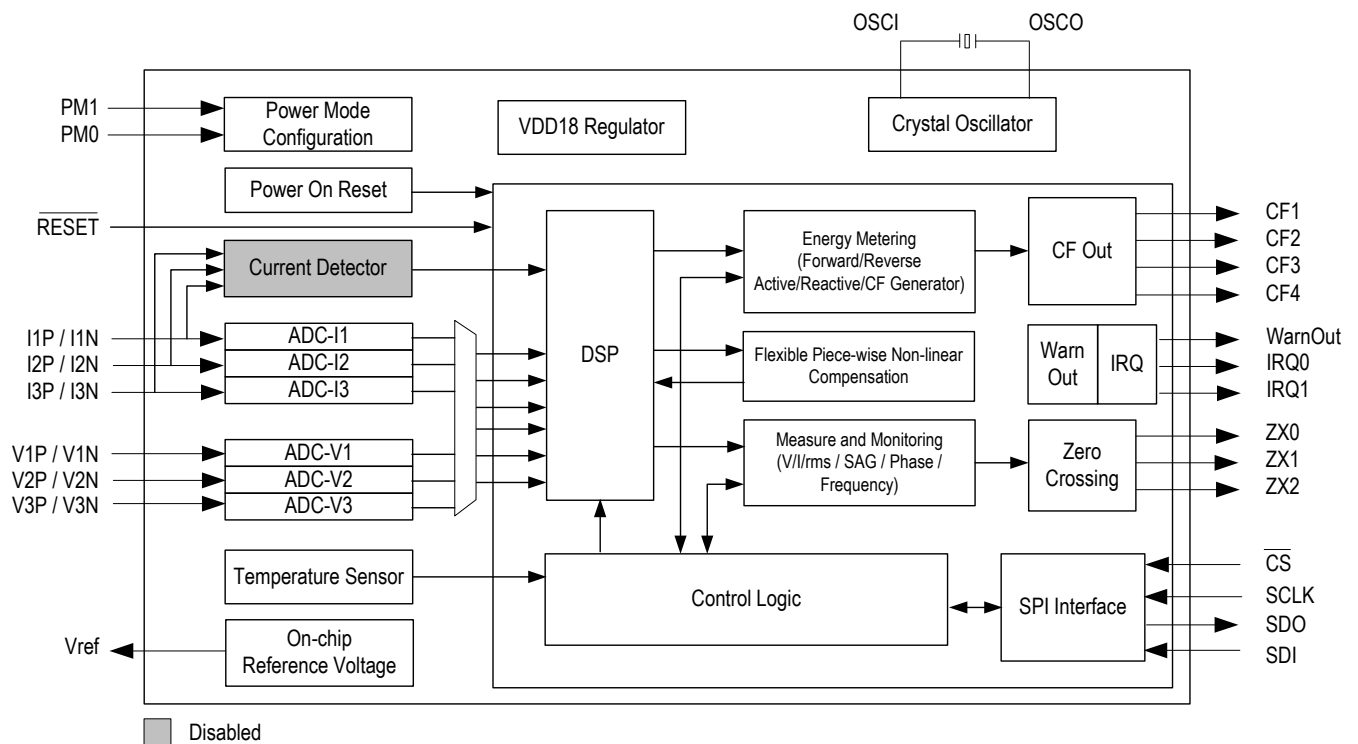 OSCI
OSCO
PM1
PM0
Power Mode
Configuration
VDD18 Regulator
Crystal Oscillator
Power On Reset
RESET
Current Detector
I1P / I1N
I2P / I2N
I3P / I3N
ADC-I1
ADC-I2
ADC-I3
V1P / V1N
V2P / V2N
V3P / V3N
ADC-V1
ADC-V2
ADC-V3
DSP
Energy Metering
(Forward/Reverse
Active/Reactive/CF Generator)
CF Out
CF1
CF2
CF3
CF4
Flexible Piece-wise Non-linear
Compensation
Warn
Out
IRQ
WarnOut
IRQ0
IRQ1
Measure and Monitoring
(V/I/rms / SAG / Phase /
Frequency)
Zero
Crossing
ZX0
ZX1
ZX2
Temperature Sensor
Control Logic
SPI Interface
CS
SCLK
SDO
SDI
Vref
On-chip
Reference Voltage
Disabled